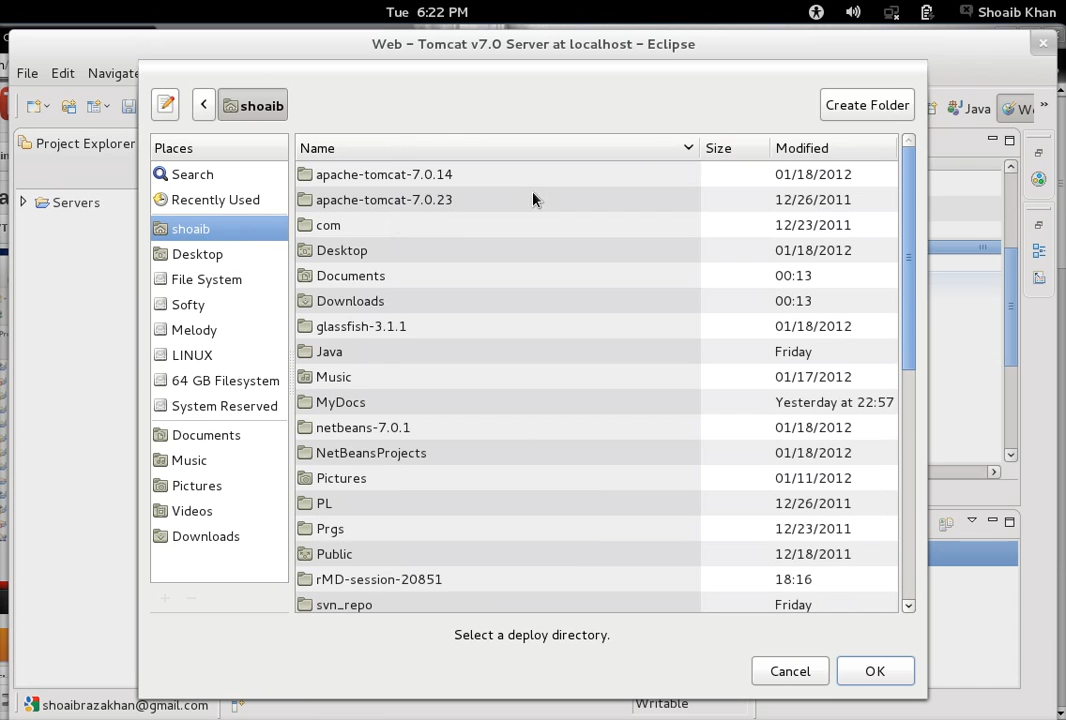 Tue 6:22 PM
Shoaib Khan
Web – Tomcat v7.0 Server at localhost – Eclipse
File Edit Navigate
shoaib
Create Folder
Java
Project Explorer
Servers
Places
Search
Recently Used
shoaib
Desktop
File System
Softy
Melody
LINUX
64 GB Filesystem
System Reserved
Documents
Music
Pictures
Videos
Downloads
Name Size Modified
apache-tomcat-7.0.14 01/18/2012
apache-tomcat-7.0.23 12/26/2011
com 12/23/2011
Desktop 01/18/2012
Documents 00:13
Downloads 00:13
glassfish-3.1.1 01/18/2012
Java Friday
Music 01/17/2012
MyDocs Yesterday at 22:57
netbeans-7.0.1 01/18/2012
NetBeansProjects 01/18/2012
Pictures 01/11/2012
PL 12/26/2011
Prgs 12/23/2011
Public 12/18/2011
rMD-session-20851 18:16
svn_repo Friday
Select a deploy directory.
Cancel OK
shoaibrazakhan@gmail.com
Writable